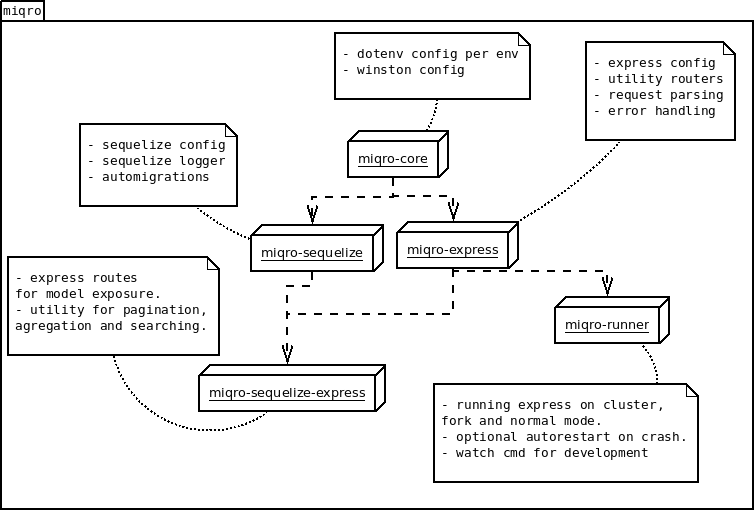 miqro
- dotenv config per env
- winston config
- express config
- utility routers
- request parsing
- error handling
- sequelize config
- sequelize logger
- automigrations
miqro-core
miqro-sequelize
miqro-express
- express routes
for model exposure.
- utility for pagination,
agregation and searching.
miqro-runner
miqro-sequelize-express
- running express on cluster,
fork and normal mode.
- optional autorestart on crash.
- watch cmd for development